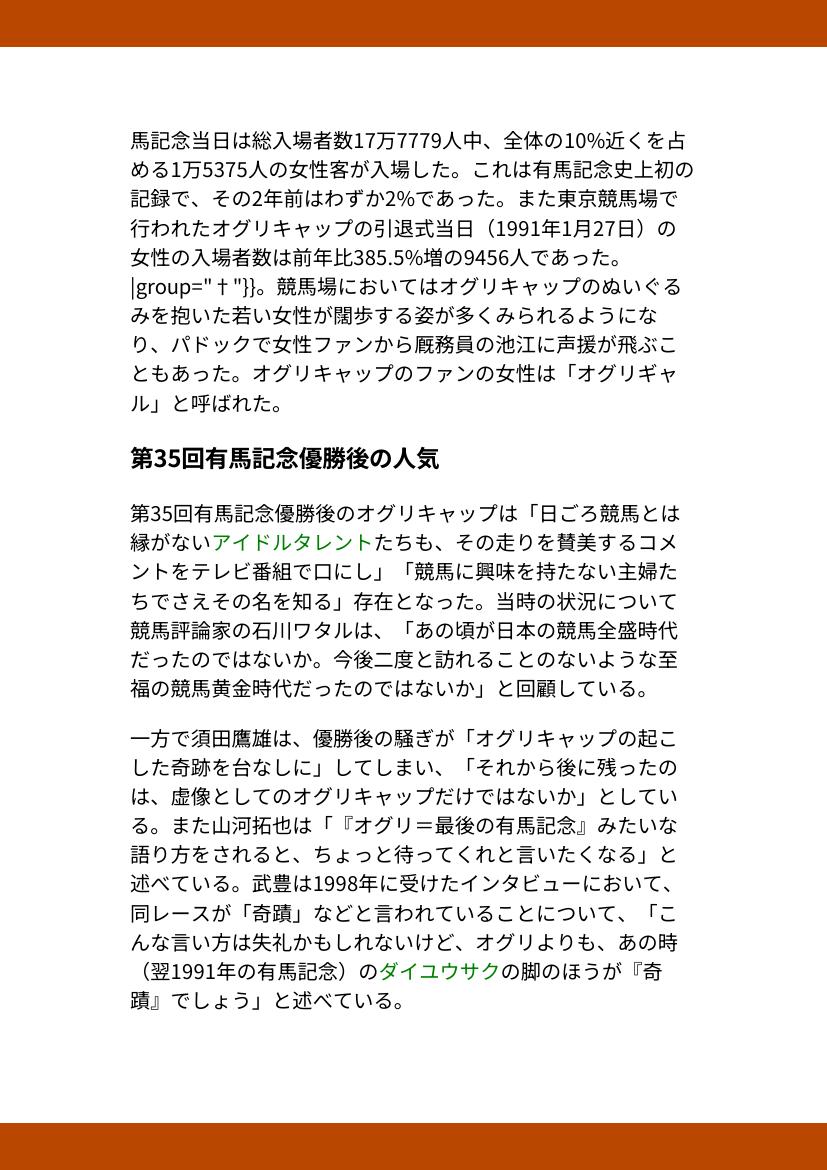 馬記念当日は総入場者数17万7779人中、全体の10%近くを占
める1万5375人の女性客が入場した。これは有馬記念史上初の
記録で、その2年前はわずか2%であった。また東京競馬場で
行われたオグリキャップの引退式当日（1991年1月27日）の
女性の入場者数は前年比385.5%増の9456人であった。
|group="†"}}。競馬場においてはオグリキャップのぬいぐる
みを抱いた若い女性が闊歩する姿が多くみられるようにな
り、パドックで女性ファンから厩務員の池江に声援が飛ぶこ
ともあった。オグリキャップのファンの女性は「オグリギャ
ル」と呼ばれた。
第35回有馬記念優勝後の人気
第35回有馬記念優勝後のオグリキャップは「日ごろ競馬とは
縁がないアイドルタレントたちも、その走りを賛美するコメ
ントをテレビ番組で口にし」「競馬に興味を持たない主婦た
ちでさえその名を知る」存在となった。当時の状況について
競馬評論家の石川ワタルは、「あの頃が日本の競馬全盛時代
だったのではないか。今後二度と訪れることのないような至
福の競馬黄金時代だったのではないか」と回顧している。
一方で須田鷹雄は、優勝後の騒ぎが「オグリキャップの起こ
した奇跡を台なしに」してしまい、「それから後に残ったの
は、虚像としてのオグリキャップだけではないか」としてい
る。また山河拓也は「『オグリ＝最後の有馬記念』みたいな
語り方をされると、ちょっと待ってくれと言いたくなる」と
述べている。武豊は1998年に受けたインタビューにおいて、
同レースが「奇蹟」などと言われていることについて、「こ
んな言い方は失礼かもしれないけど、オグリよりも、あの時
（翌1991年の有馬記念）のダイユウサクの脚のほうが『奇
蹟』でしょう」と述べている。